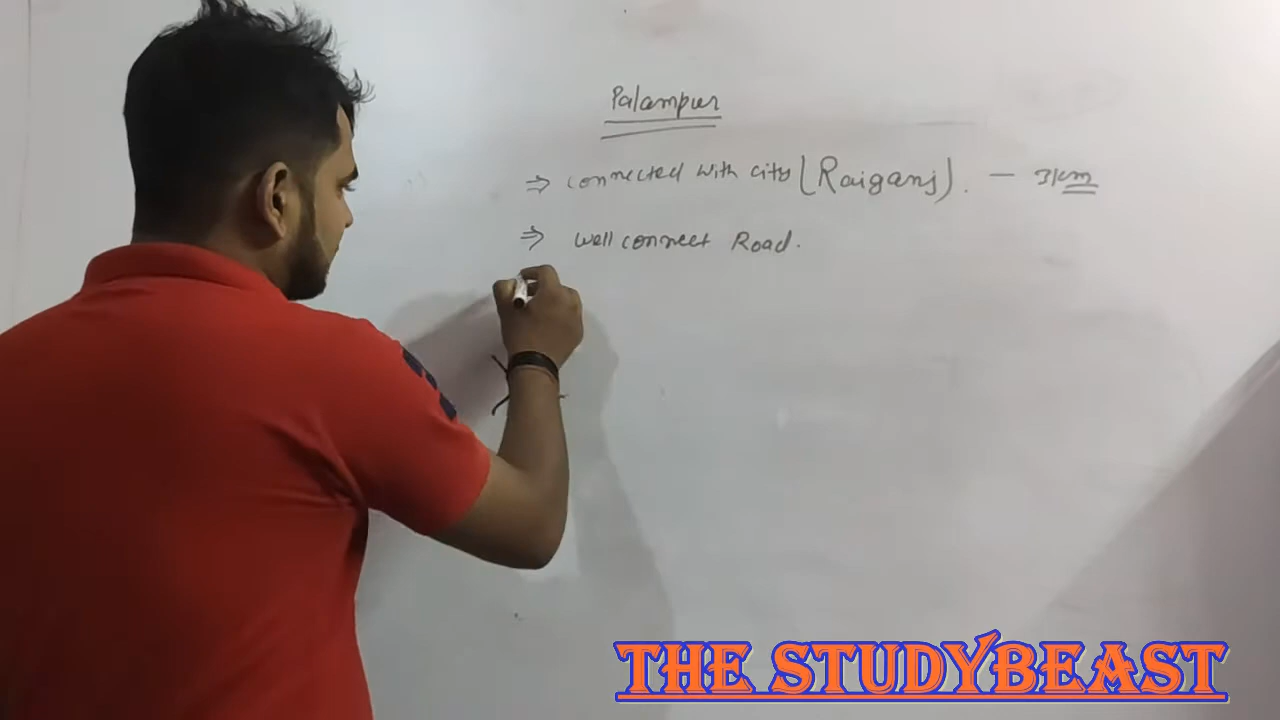 Palampur
⇒ connected with city (Raiganj). — 3km
⇒ well connect Road.
THE STUDYBEAST